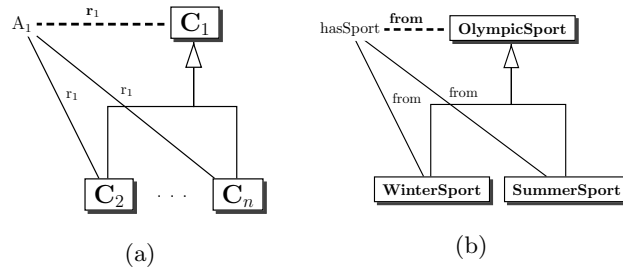 A1 r1 C1
r1 r1
C2 . . . Cn
(a)
hasSport from OlympicSport
from from
WinterSport SummerSport
(b)